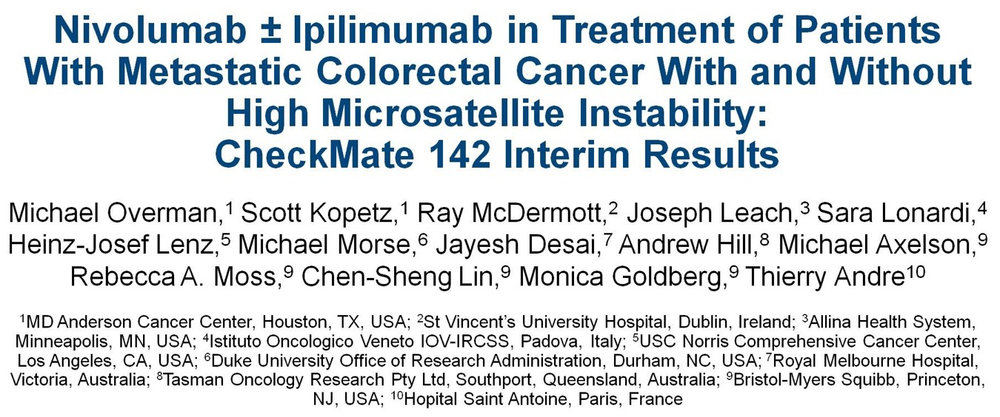 Nivolumab ± Ipilimumab in Treatment of Patients
With Metastatic Colorectal Cancer With and Without
High Microsatellite Instability:
CheckMate 142 Interim Results
Michael Overman,¹ Scott Kopetz,¹ Ray McDermott,² Joseph Leach,³ Sara Lonardi,⁴
Heinz-Josef Lenz,⁵ Michael Morse,⁶ Jayesh Desai,⁷ Andrew Hill,⁸ Michael Axelson,⁹
Rebecca A. Moss,⁹ Chen-Sheng Lin,⁹ Monica Goldberg,⁹ Thierry Andre¹⁰
¹MD Anderson Cancer Center, Houston, TX, USA; ²St Vincent's University Hospital, Dublin, Ireland; ³Allina Health System,
Minneapolis, MN, USA; ⁴Istituto Oncologico Veneto IOV-IRCSS, Padova, Italy; ⁵USC Norris Comprehensive Cancer Center,
Los Angeles, CA, USA; ⁶Duke University Office of Research Administration, Durham, NC, USA; ⁷Royal Melbourne Hospital,
Victoria, Australia; ⁸Tasman Oncology Research Pty Ltd, Southport, Queensland, Australia; ⁹Bristol-Myers Squibb, Princeton,
NJ, USA; ¹⁰Hopital Saint Antoine, Paris, France